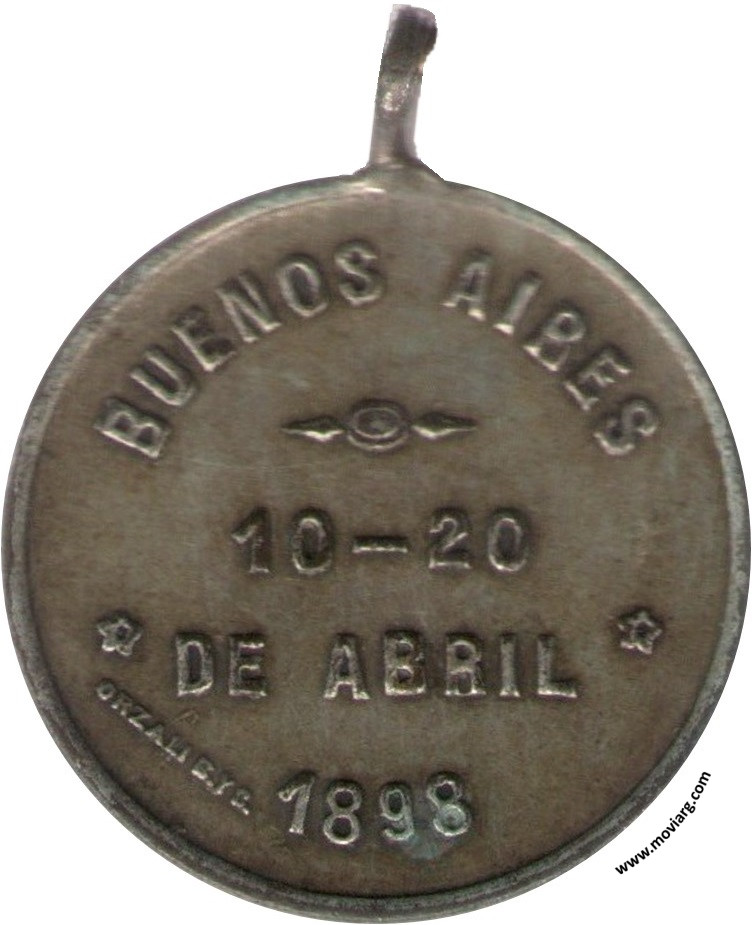 BUENOS AIRES
10–20
DE ABRIL
ORZALI B. y C.
1898
www.moviarg.com